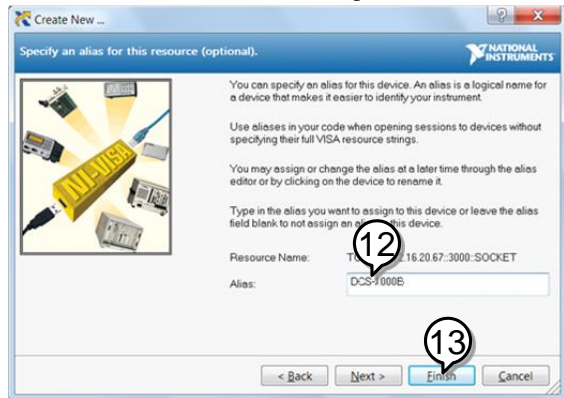 Create New ...
Specify an alias for this resource (optional).
NATIONAL
INSTRUMENTS
You can specify an alias for this device. An alias is a logical name for
a device that makes it easier to identify your instrument.
Use aliases in your code when opening sessions to devices without
specifying their full VISA resource strings.
You may assign or change the alias at a later time through the alias
editor or by clicking on the device to rename it.
Type in the alias you want to assign to this device or leave the alias
field blank to not assign an alias to this device.
NI-VISA
12
Resource Name: 2.16.20.67::3000::SOCKET
Alias:
13
< Back Next > Finish Cancel